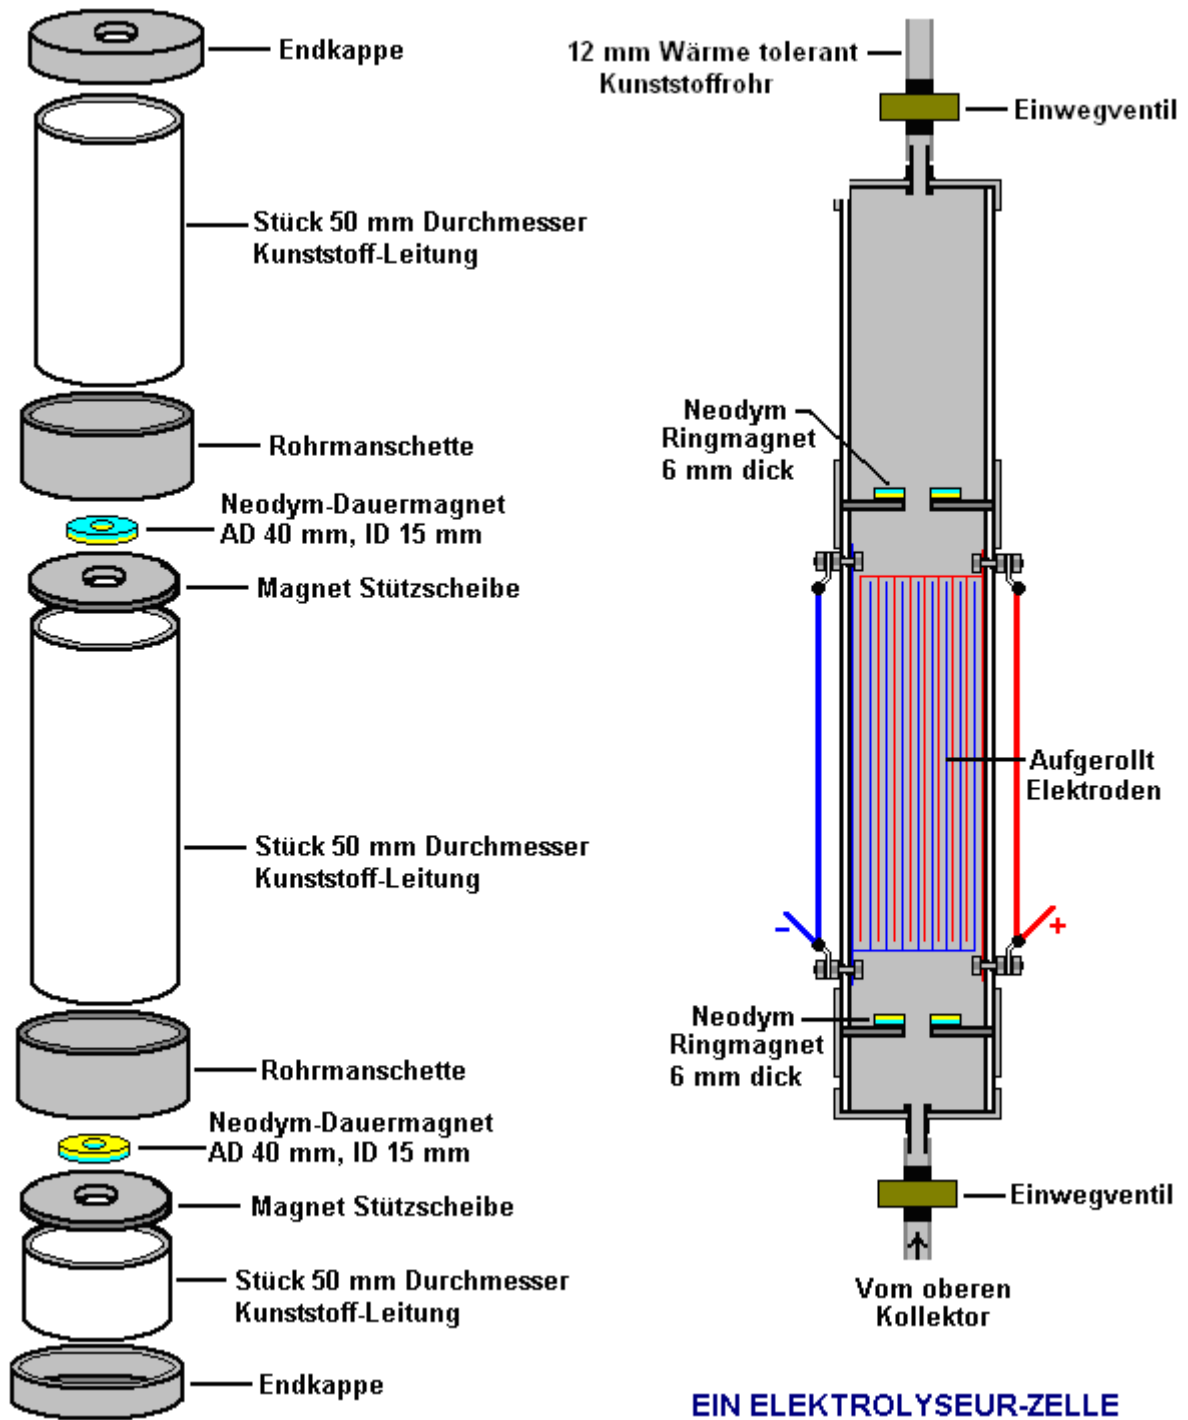 Endkappe
Stück 50 mm Durchmesser
Kunststoff-Leitung
Rohrmanschette
Neodym-Dauermagnet
AD 40 mm, ID 15 mm
Magnet Stützscheibe
Stück 50 mm Durchmesser
Kunststoff-Leitung
Rohrmanschette
Neodym-Dauermagnet
AD 40 mm, ID 15 mm
Magnet Stützscheibe
Stück 50 mm Durchmesser
Kunststoff-Leitung
Endkappe
12 mm Wärme tolerant
Kunststoffrohr
Einwegventil
Neodym
Ringmagnet
6 mm dick
Aufgerollt
Elektroden
-
+
Neodym
Ringmagnet
6 mm dick
Einwegventil
Vom oberen
Kollektor
EIN ELEKTROLYSEUR-ZELLE